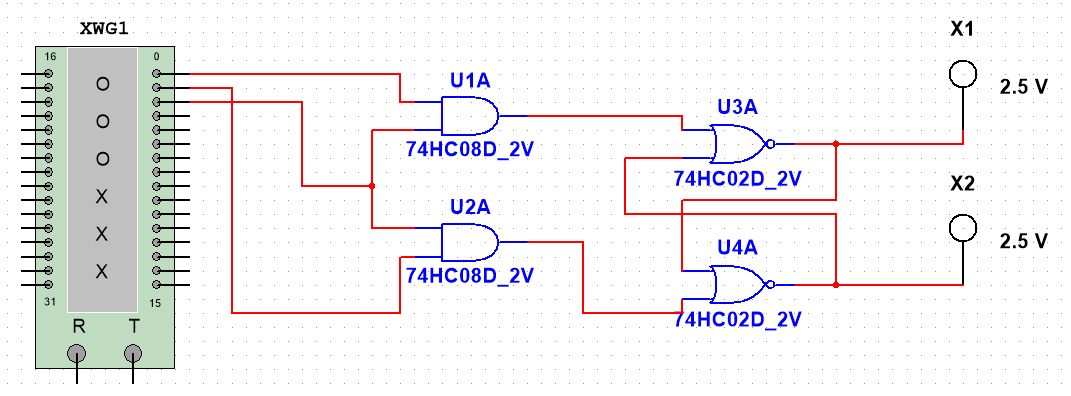 XWG1
16 0
O
O
O
X
X
X
31 15
R T
U1A
74HC08D_2V
U2A
74HC08D_2V
U3A
74HC02D_2V
U4A
74HC02D_2V
X1
2.5 V
X2
2.5 V